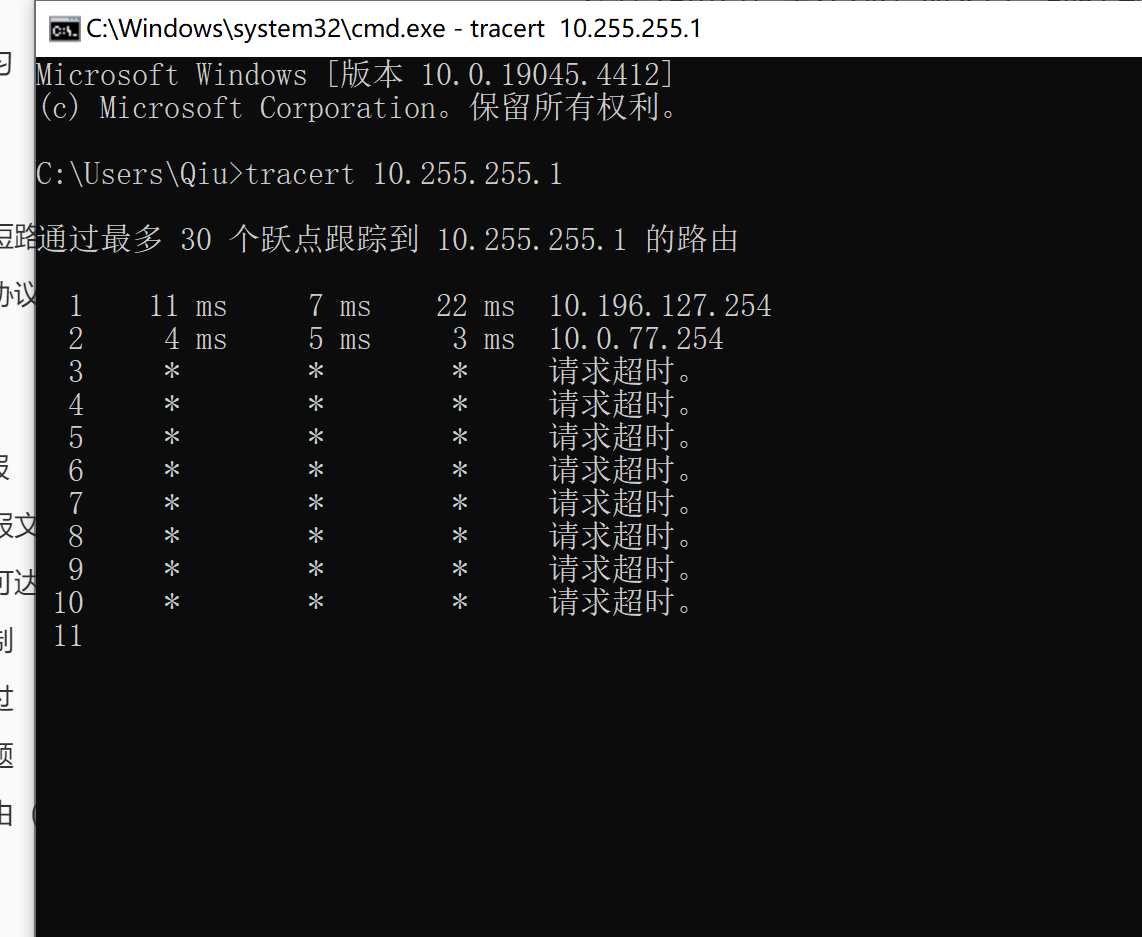 C:\Windows\system32\cmd.exe - tracert 10.255.255.1
Microsoft Windows [版本 10.0.19045.4412]
(c) Microsoft Corporation。保留所有权利。
C:\Users\Qiu>tracert 10.255.255.1
通过最多 30 个跃点跟踪到 10.255.255.1 的路由
1 11 ms 7 ms 22 ms 10.196.127.254
2 4 ms 5 ms 3 ms 10.0.77.254
3 * * * 请求超时。
4 * * * 请求超时。
5 * * * 请求超时。
6 * * * 请求超时。
7 * * * 请求超时。
8 * * * 请求超时。
9 * * * 请求超时。
10 * * * 请求超时。
11
短路
协议
报文
可达
制
过
题
由 (